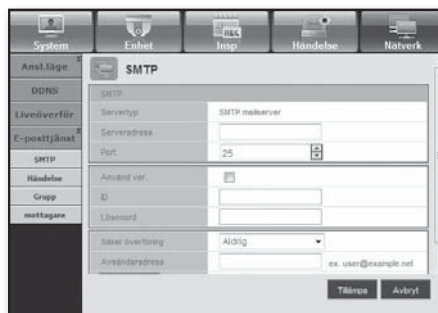 System Enhet Insp Händelse Nätverk
Ansl.läge
DDNS
Liveöverför
E-posttjänst
SMTP
Händelse
Grupp
mottagare
SMTP
SMTP
Servertyp SMTP mailserver
Serveradress
Port 25
Använd ver.
ID
Lösenord
Säker överföring Aldrig
Avsändaradress ex. user@example.net
Tillämpa Avbryt